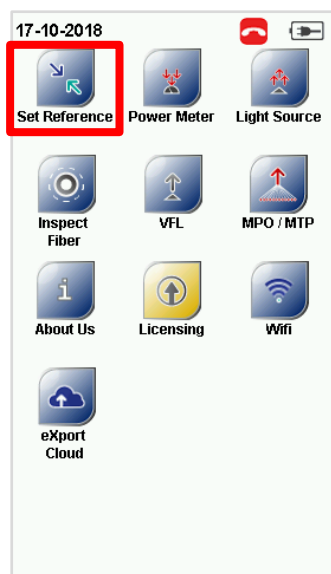 17-10-2018
Set Reference Power Meter Light Source
Inspect Fiber VFL MPO / MTP
About Us Licensing Wifi
eXport
Cloud